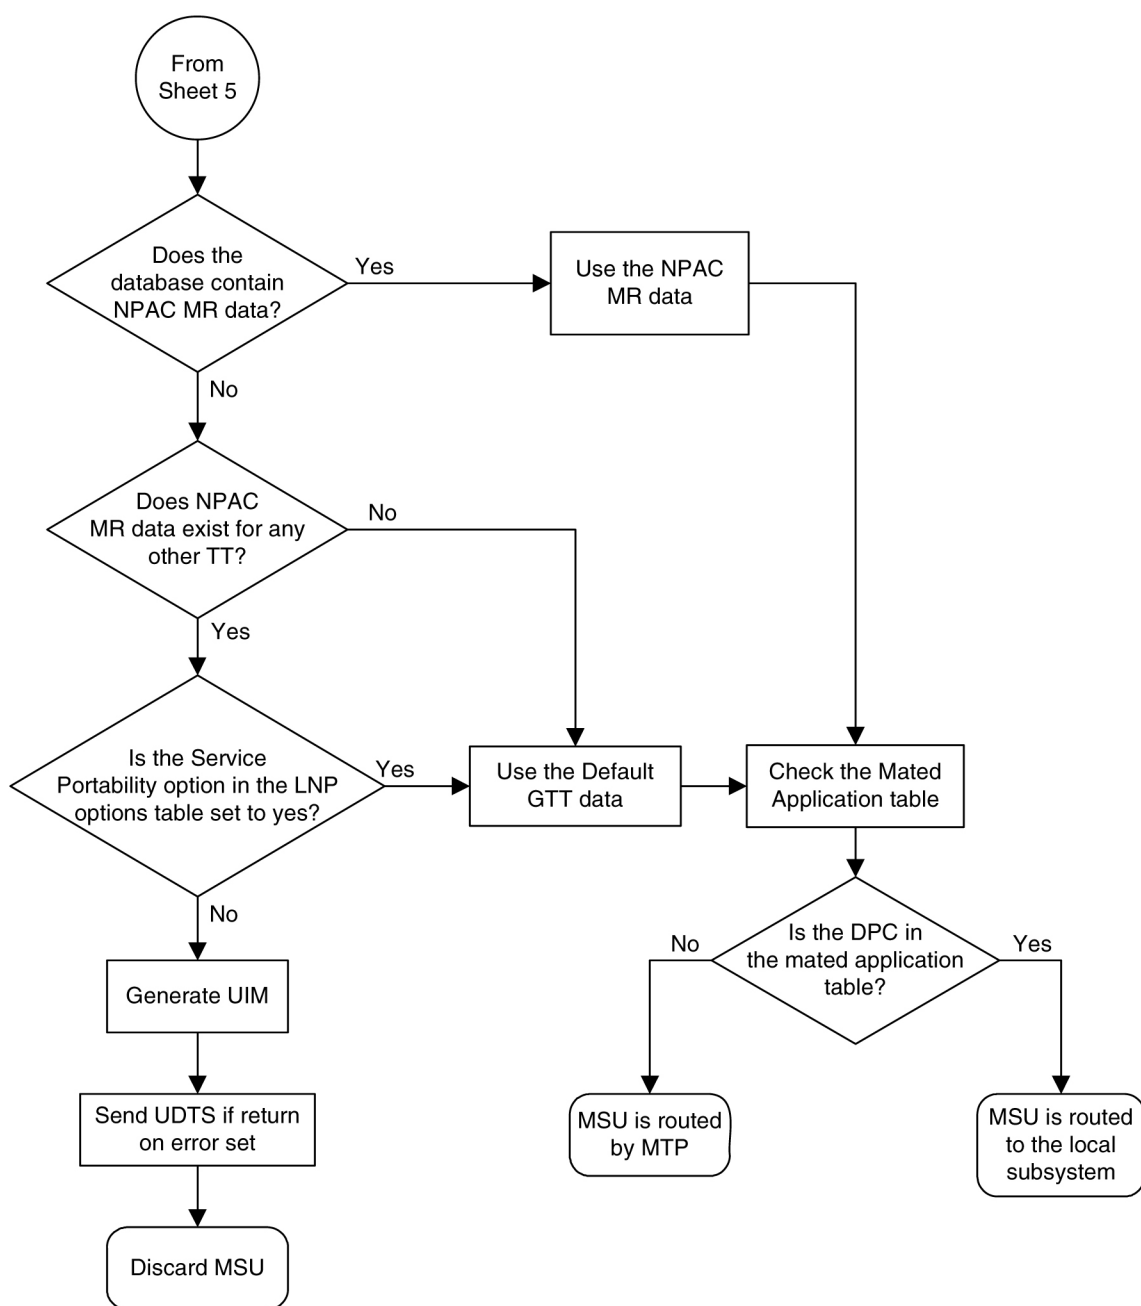 From
Sheet 5
Does the
database contain
NPAC MR data?
Yes
Use the NPAC
MR data
No
Does NPAC
MR data exist for any
other TT?
No
Yes
Is the Service
Portability option in the LNP
options table set to yes?
Yes
Use the Default
GTT data
Check the Mated
Application table
No
Is the DPC in
the mated application
table?
No
Yes
Generate UIM
Send UDTS if return
on error set
MSU is routed
by MTP
MSU is routed
to the local
subsystem
Discard MSU